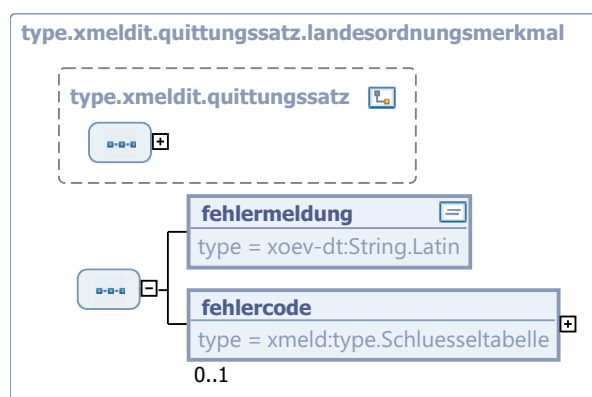 type.xmeldit.quittungssatz.landesordnungsmerkmal
type.xmeldit.quittungssatz
fehlermeldung
type = xoev-dt:String.Latin
fehlercode
type = xmeld:type.Schluesseltabelle
0..1